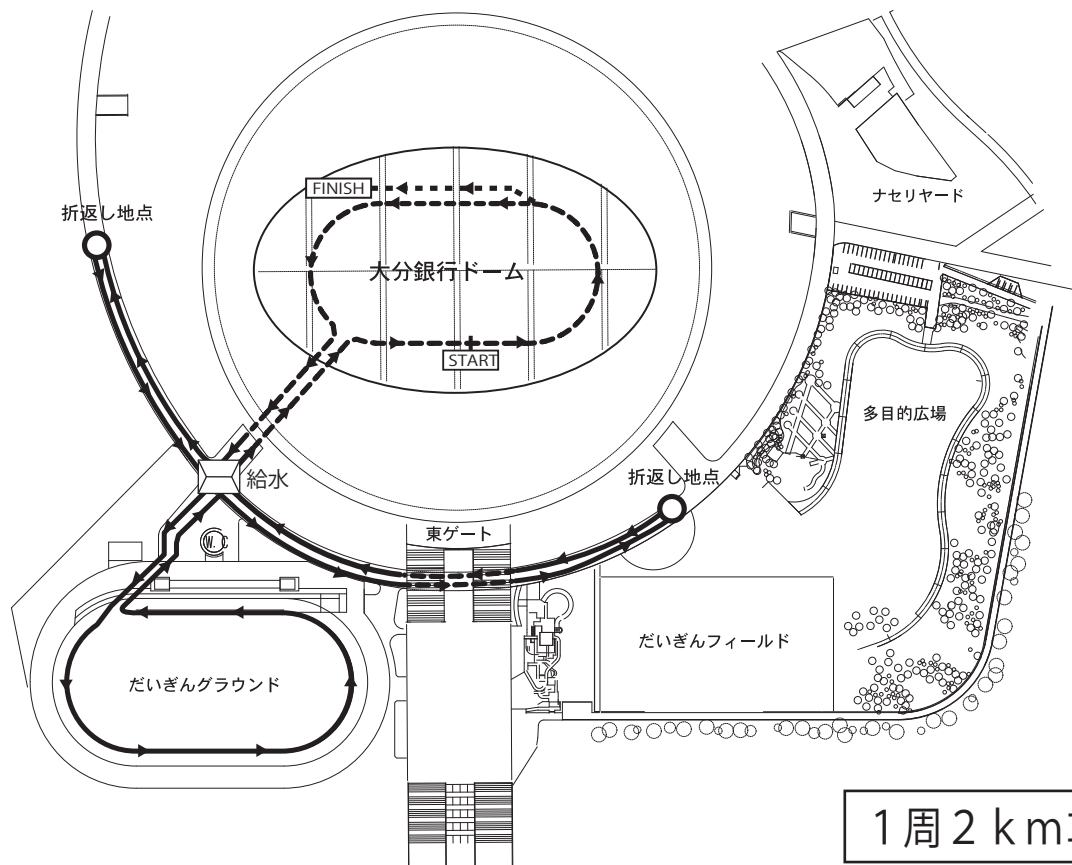 FINISH
ナセリヤード
折返し地点
大分銀行ドーム
START
多目的広場
給水
折返し地点
東ゲート
W.C
だいぎんフィールド
だいぎんグラウンド
1周2km